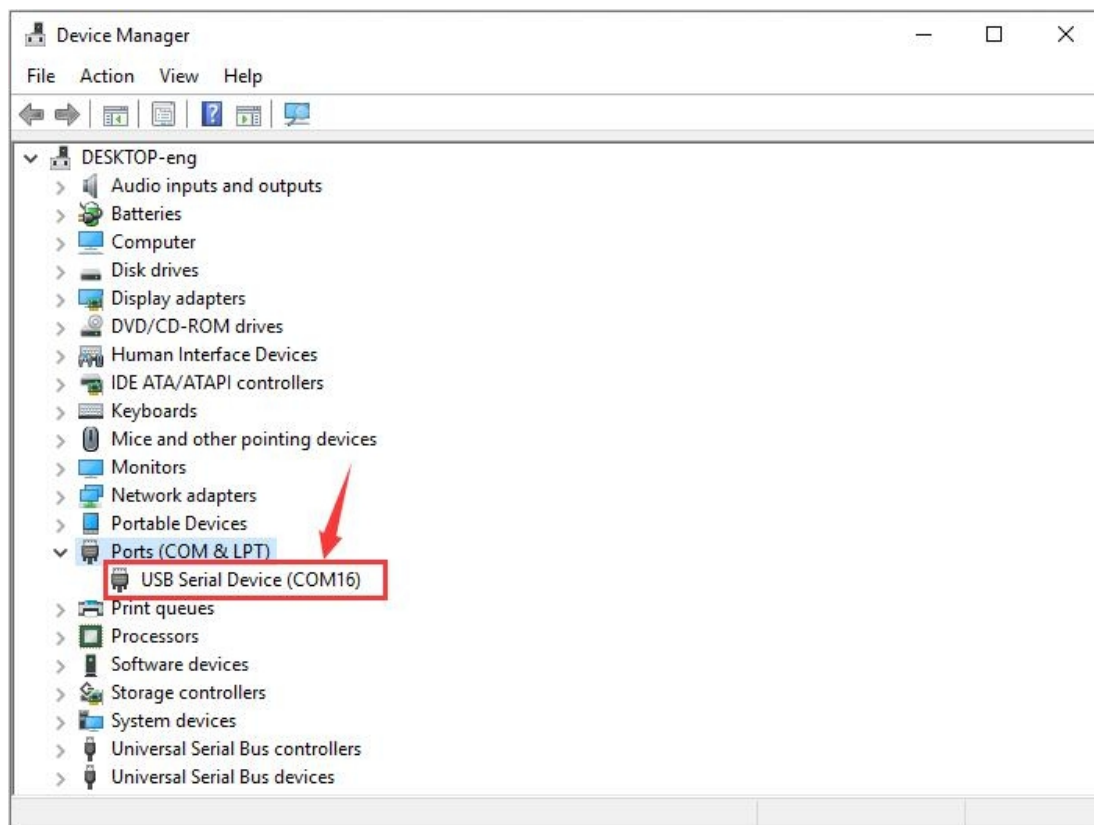 Device Manager
File Action View Help
DESKTOP-eng
Audio inputs and outputs
Batteries
Computer
Disk drives
Display adapters
DVD/CD-ROM drives
Human Interface Devices
IDE ATA/ATAPI controllers
Keyboards
Mice and other pointing devices
Monitors
Network adapters
Portable Devices
Ports (COM & LPT)
USB Serial Device (COM16)
Print queues
Processors
Software devices
Storage controllers
System devices
Universal Serial Bus controllers
Universal Serial Bus devices